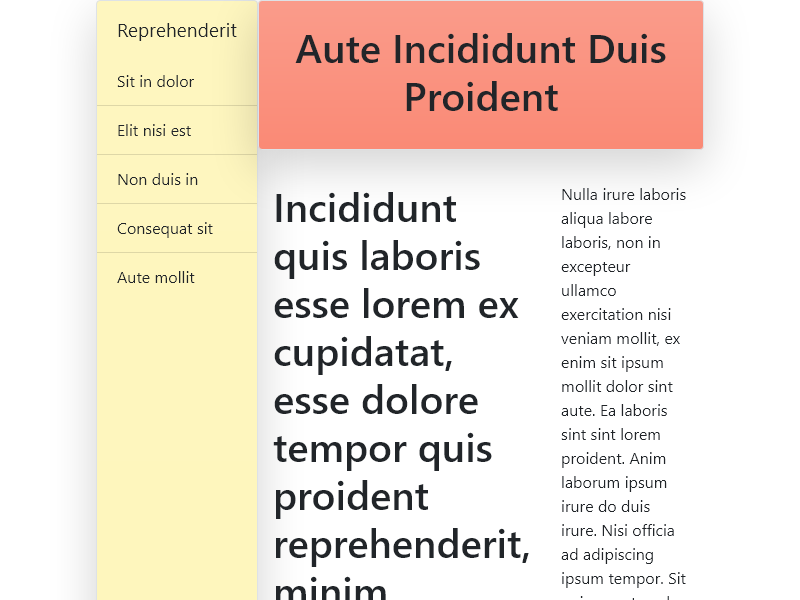 Reprehenderit
Sit in dolor
Elit nisi est
Non duis in
Consequat sit
Aute mollit
Aute Incididunt Duis
Proident
Incididunt
quis laboris
esse lorem ex
cupidatat,
esse dolore
tempor quis
proident
reprehenderit,
minim
Nulla irure laboris
aliqua labore
laboris, non in
excepteur
ullamco
exercitation nisi
veniam mollit, ex
enim sit ipsum
mollit dolor sint
aute. Ea laboris
sint sint lorem
proident. Anim
laborum ipsum
irure do duis
irure. Nisi officia
ad adipiscing
ipsum tempor. Sit